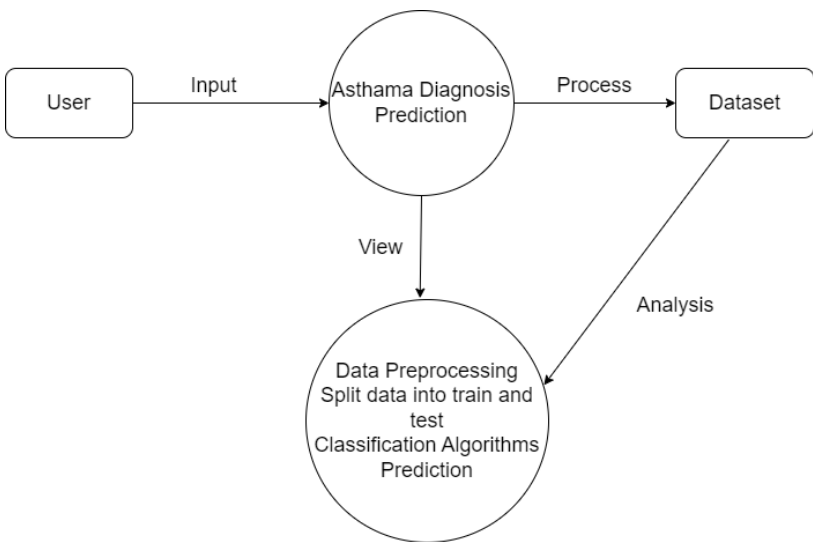 User
Input
Asthama Diagnosis
Prediction
Process
Dataset
View
Analysis
Data Preprocessing
Split data into train and
test
Classification Algorithms
Prediction